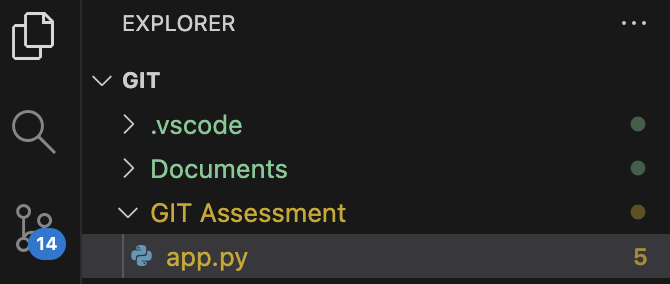 EXPLORER
GIT
.vscode
Documents
GIT Assessment
14
app.py 5